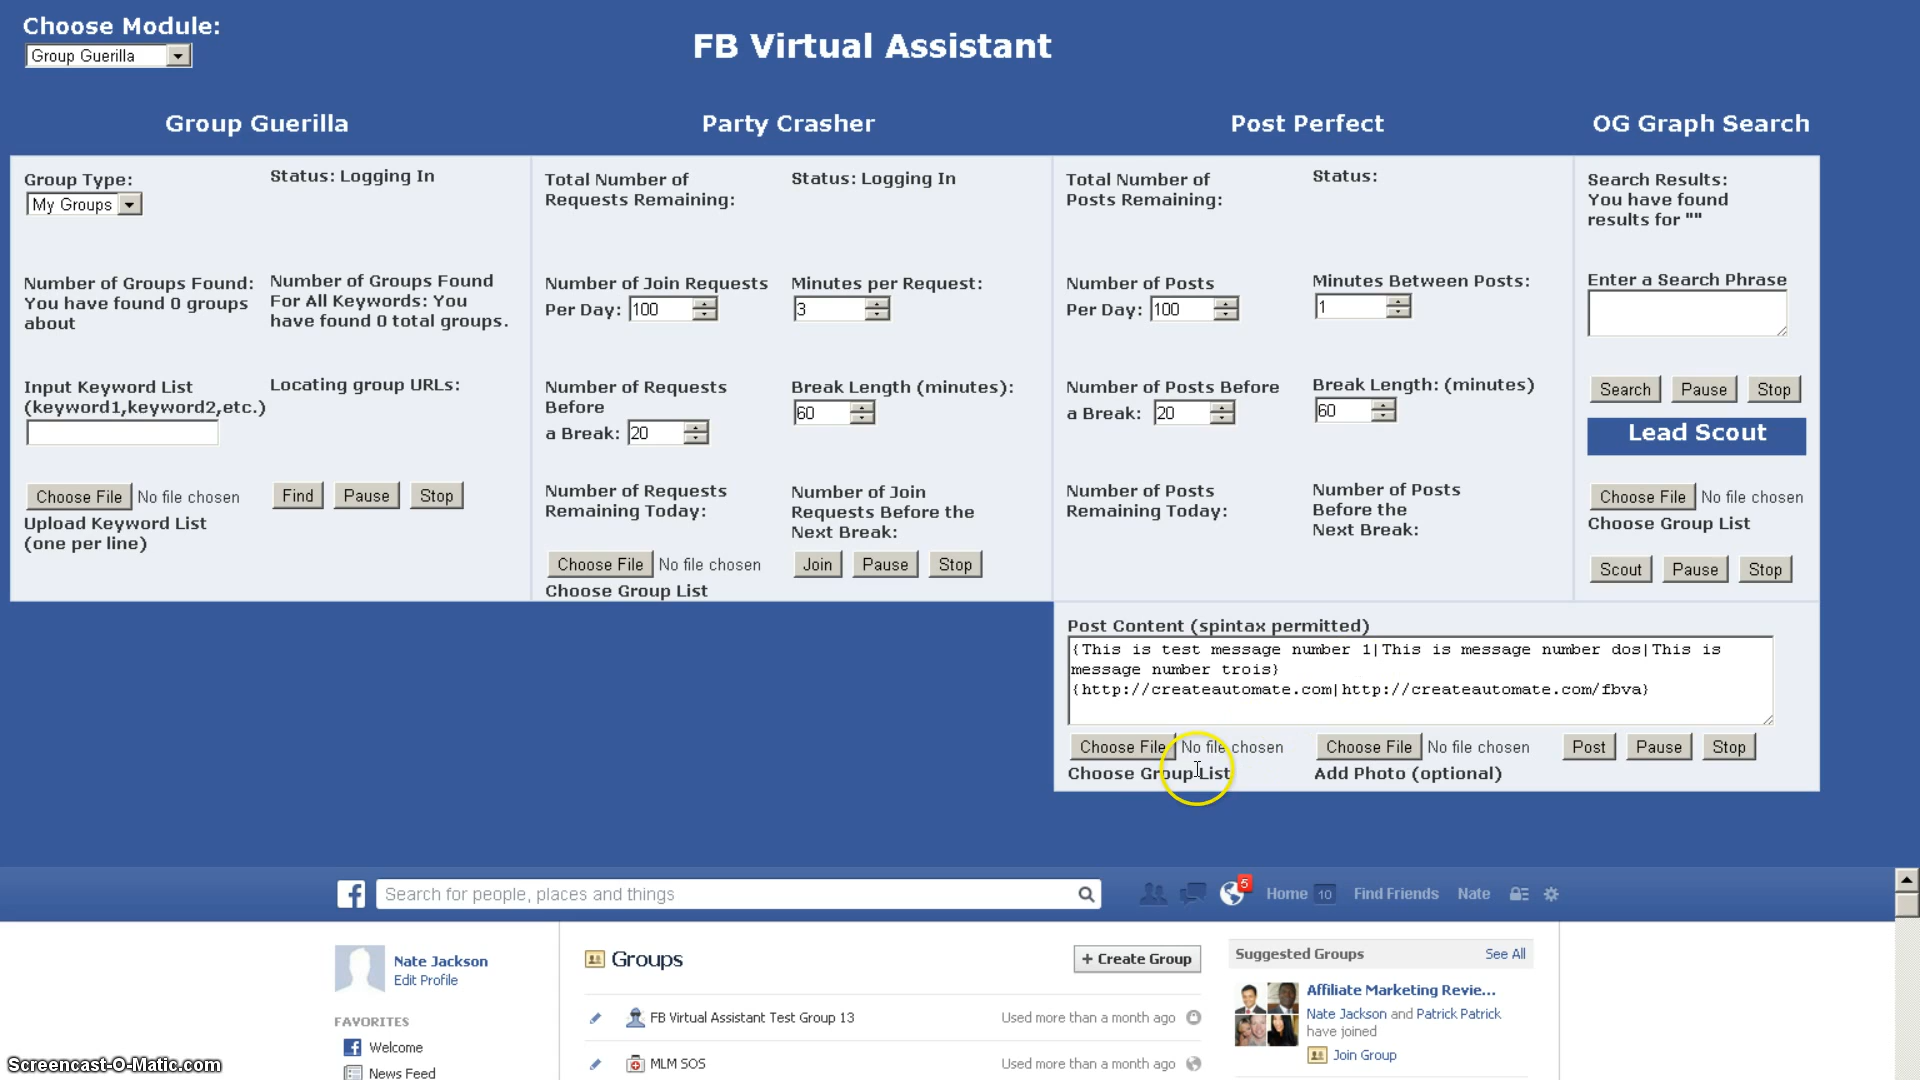 Choose Module:
Group Guerilla
FB Virtual Assistant
Group Guerilla
Party Crasher
Post Perfect
OG Graph Search
Group Type:
My Groups
Status: Logging In
Number of Groups Found:
You have found 0 groups
about
Number of Groups Found
For All Keywords: You
have found 0 total groups.
Input Keyword List
(keyword1,keyword2,etc.)
Locating group URLs:
Choose File No file chosen
Upload Keyword List
(one per line)
Find Pause Stop
Total Number of
Requests Remaining:
Status: Logging In
Number of Join Requests
Per Day: 100
Minutes per Request:
3
Number of Requests
Before
a Break: 20
Break Length (minutes):
60
Number of Requests
Remaining Today:
Number of Join
Requests Before the
Next Break:
Choose File No file chosen
Choose Group List
Join Pause Stop
Total Number of
Posts Remaining:
Status:
Number of Posts
Per Day: 100
Minutes Between Posts:
1
Number of Posts Before
a Break: 20
Break Length: (minutes)
60
Number of Posts
Remaining Today:
Number of Posts
Before the
Next Break:
Search Results:
You have found
results for ""
Enter a Search Phrase
Search Pause Stop
Lead Scout
Choose File No file chosen
Choose Group List
Scout Pause Stop
Post Content (spintax permitted)
{This is test message number 1|This is message number dos|This is
message number trois}
{http://createautomate.com|http://createautomate.com/fbva}
Choose File No file chosen
Choose Group List
Choose File No file chosen
Add Photo (optional)
Post Pause Stop
Search for people, places and things
5
Home 10 Find Friends Nate
Nate Jackson
Edit Profile
FAVORITES
Welcome
News Feed
Groups
+ Create Group
FB Virtual Assistant Test Group 13 Used more than a month ago
MLM SOS Used more than a month ago
Suggested Groups See All
Affiliate Marketing Revie...
Nate Jackson and Patrick Patrick
have joined
Join Group
Screencast-O-Matic.com